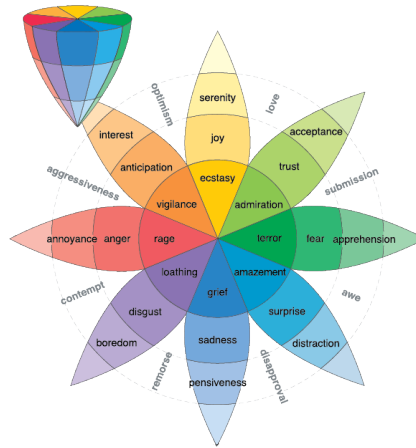 optimism
serenity
love
interest
joy
acceptance
anticipation
trust
aggressiveness
ecstasy
submission
vigilance
admiration
annoyance
anger
rage
terror
fear
apprehension
loathing
amazement
contempt
grief
awe
disgust
surprise
boredom
sadness
distraction
remorse
pensiveness
disapproval